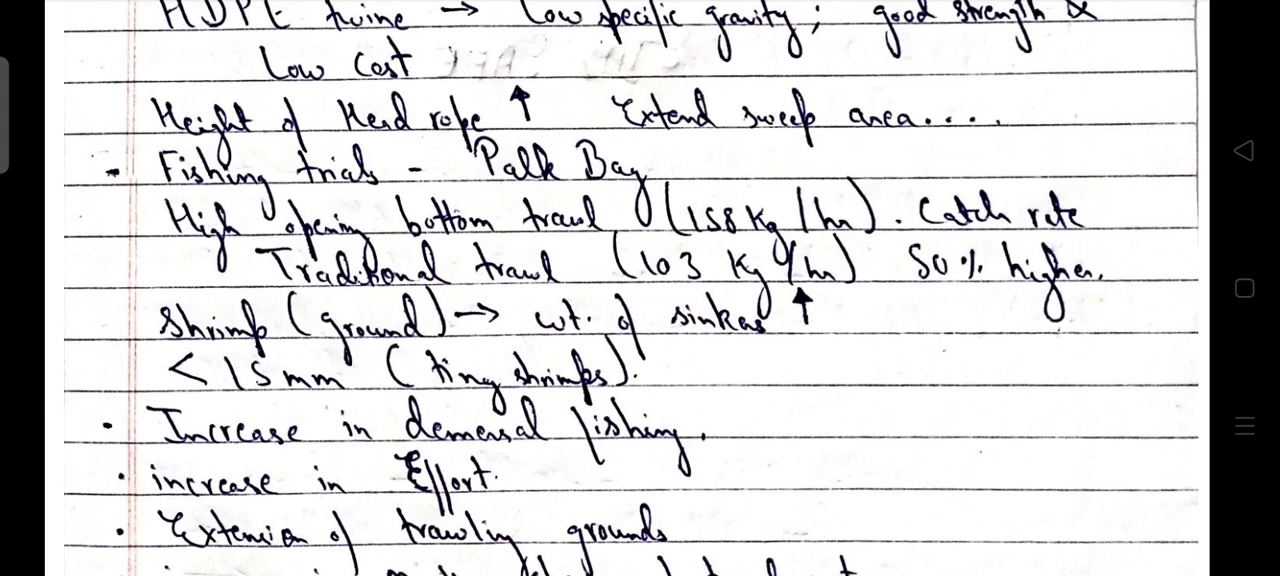 HDPE twine → Low specific gravity; good strength &
Low Cost
Height of Head rope ↑ Extend sweep area....
- Fishing trials - Palk Bay
High opening bottom trawl (158 Kg/hr). Catch rate
Traditional trawl (103 Kg/hr) 50% higher.
Shrimp (ground) → wt. of sinkers ↑
< 15mm (tiny shrimps).
• Increase in demersal fishing.
• increase in Effort.
• Extension of trawling grounds